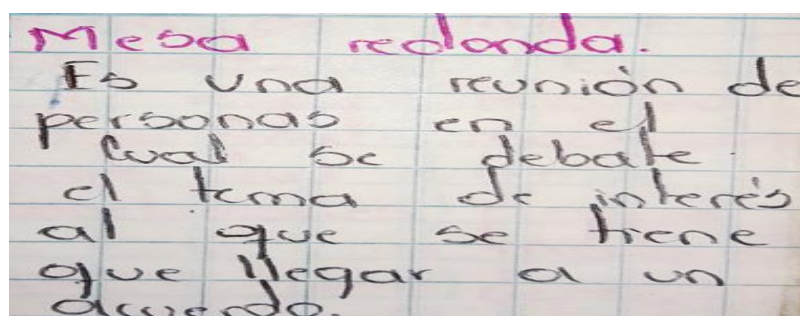 Mesa redonda.
Es una reunión de
personas en el
cual se debate
el tema de interés
al que se tiene
que llegar a un
acuerdo.